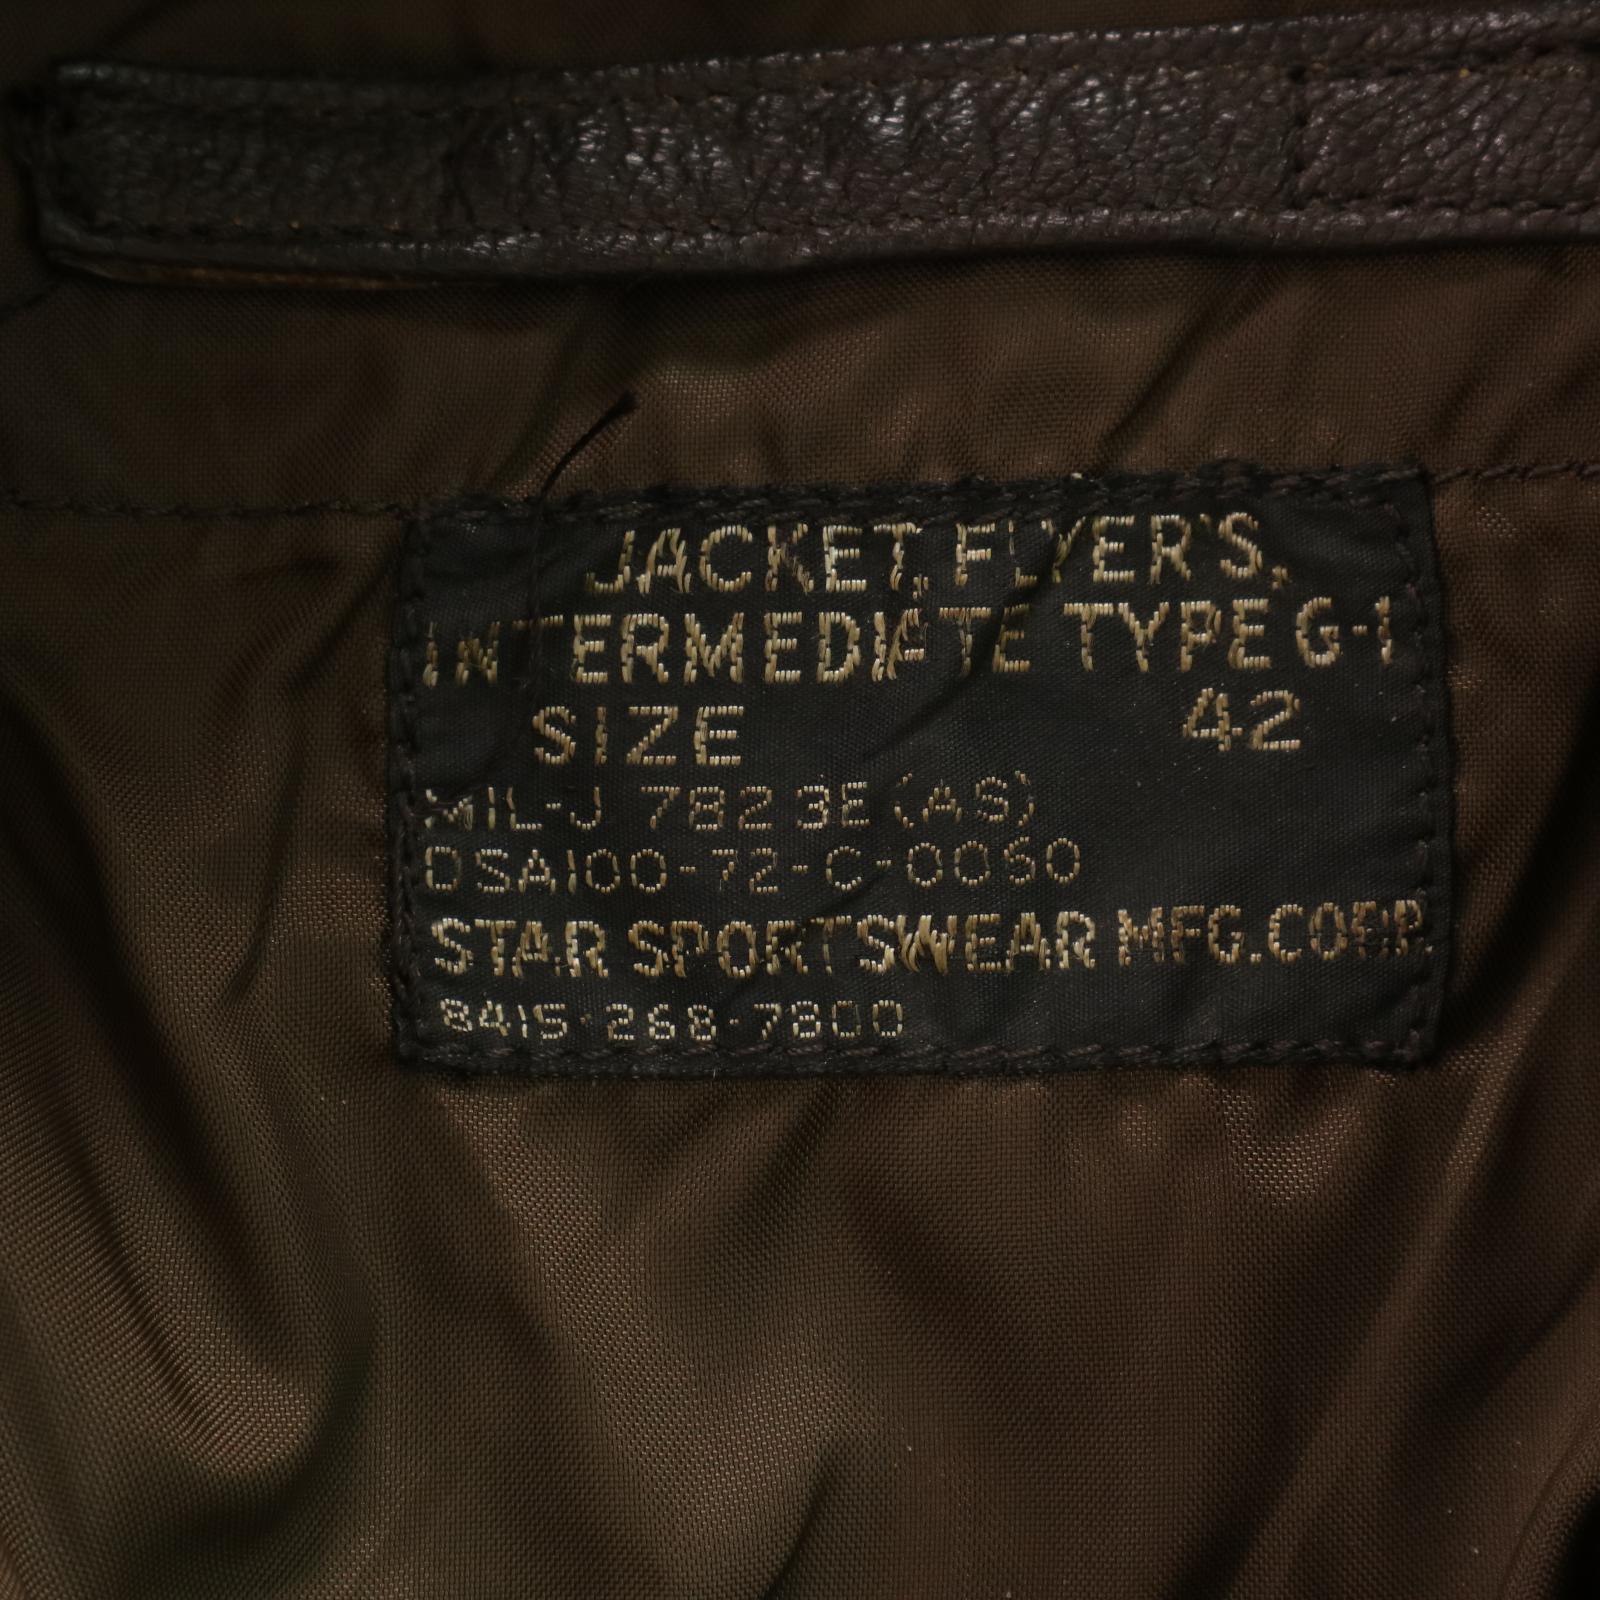 JACKET, FLYER'S,
INTERMEDIATE TYPE G-1
SIZE 42
MIL-J 7823E (AS)
DSA100-72-C-0050
STAR SPORTSWEAR MFG. CORP.
8415-268-7800